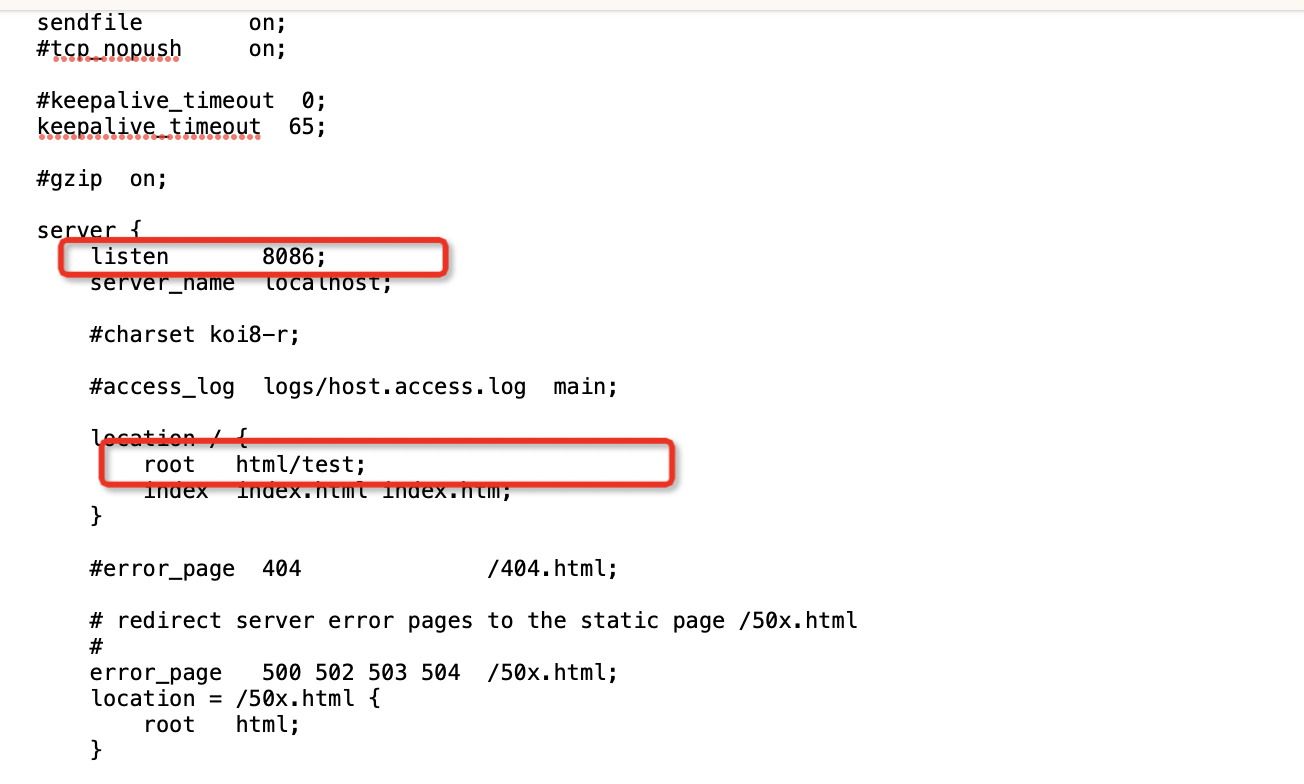 sendfile        on;
#tcp_nopush     on;
#keepalive_timeout  0;
keepalive_timeout  65;
#gzip  on;
server {
listen       8086;
server_name  localhost;
#charset koi8-r;
#access_log  logs/host.access.log  main;
location / {
root   html/test;
index  index.html index.htm;
}
#error_page  404              /404.html;
# redirect server error pages to the static page /50x.html
#
error_page   500 502 503 504  /50x.html;
location = /50x.html {
root   html;
}